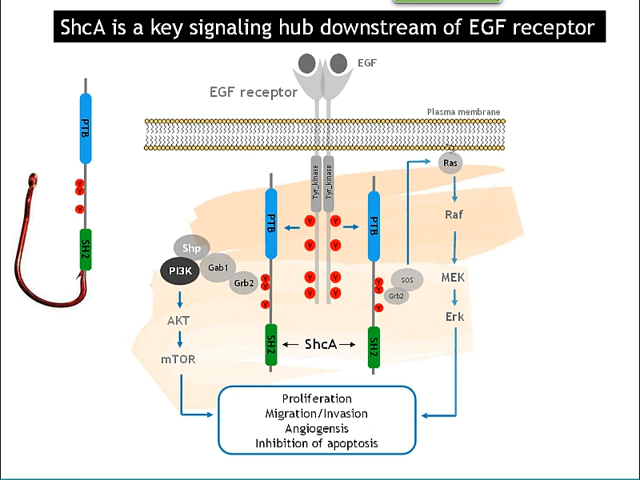 ShcA is a key signaling hub downstream of EGF receptor
EGF
EGF receptor
Plasma membrane
PTB
Y
Y
Y
SH2
Tyr_kinase
Tyr_kinase
Ras
PTB
Y
Y
Y
Y
Y
Y
Y
Y
PTB
Raf
Shp
PI3K
Gab1
Grb2
Y
Y
Y
Y
Y
Y
SOS
Grb2
MEK
Erk
AKT
mTOR
SH2
ShcA
SH2
Proliferation
Migration/Invasion
Angiogensis
Inhibition of apoptosis